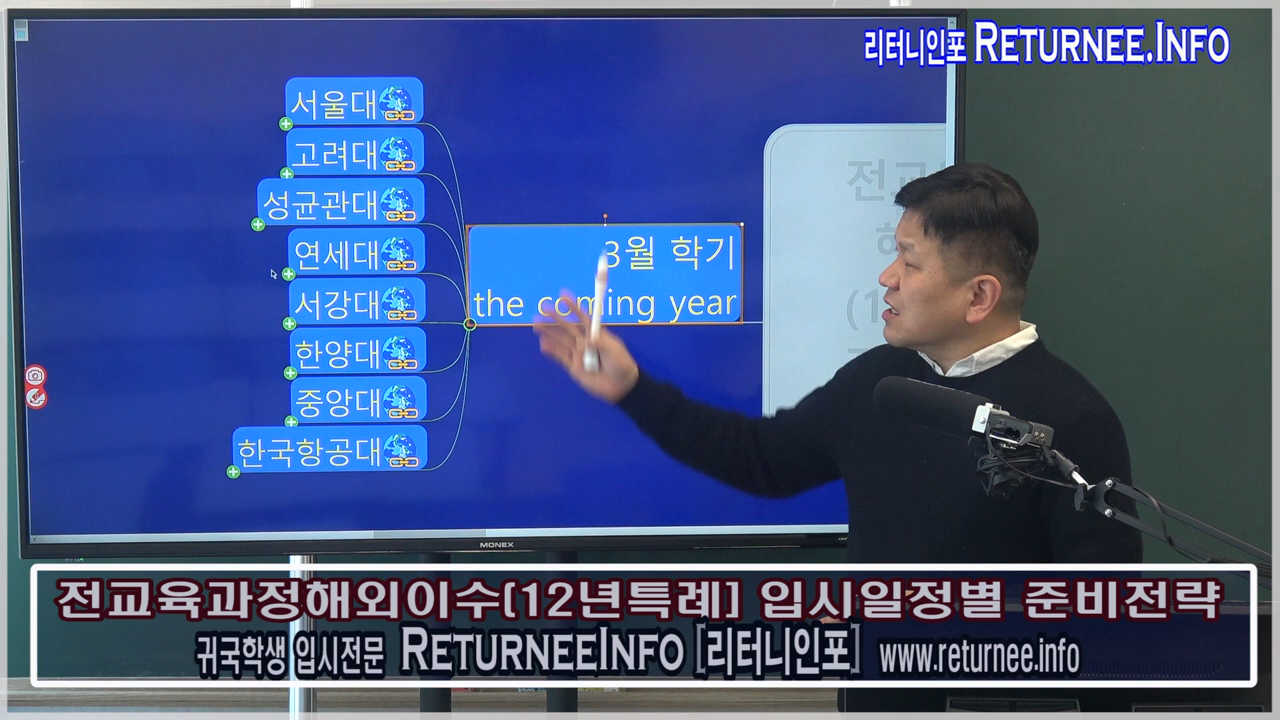 리터니인포 RETURNEE.INFO
서울대
고려대
성균관대
연세대
서강대
한양대
중앙대
한국항공대
3월 학기
the coming year
전교
(1
MONEX
전교육과정해외이수(12년특례] 입시일정별 준비전략
귀국학생 입시전문 RETURNEEINFO [리터니인포] www.returnee.info